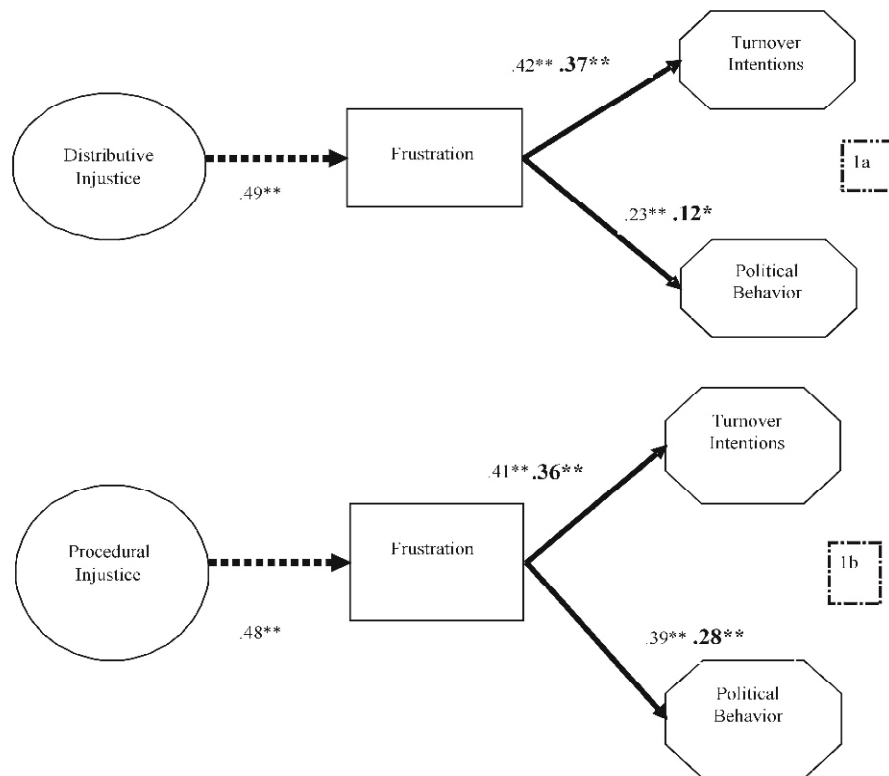 Turnover
Intentions
.42** .37**
Distributive
Injustice
Frustration
1a
.49**
.23** .12*
Political
Behavior
Turnover
Intentions
.41** .36**
Procedural
Injustice
Frustration
1b
.48**
.39** .28**
Political
Behavior